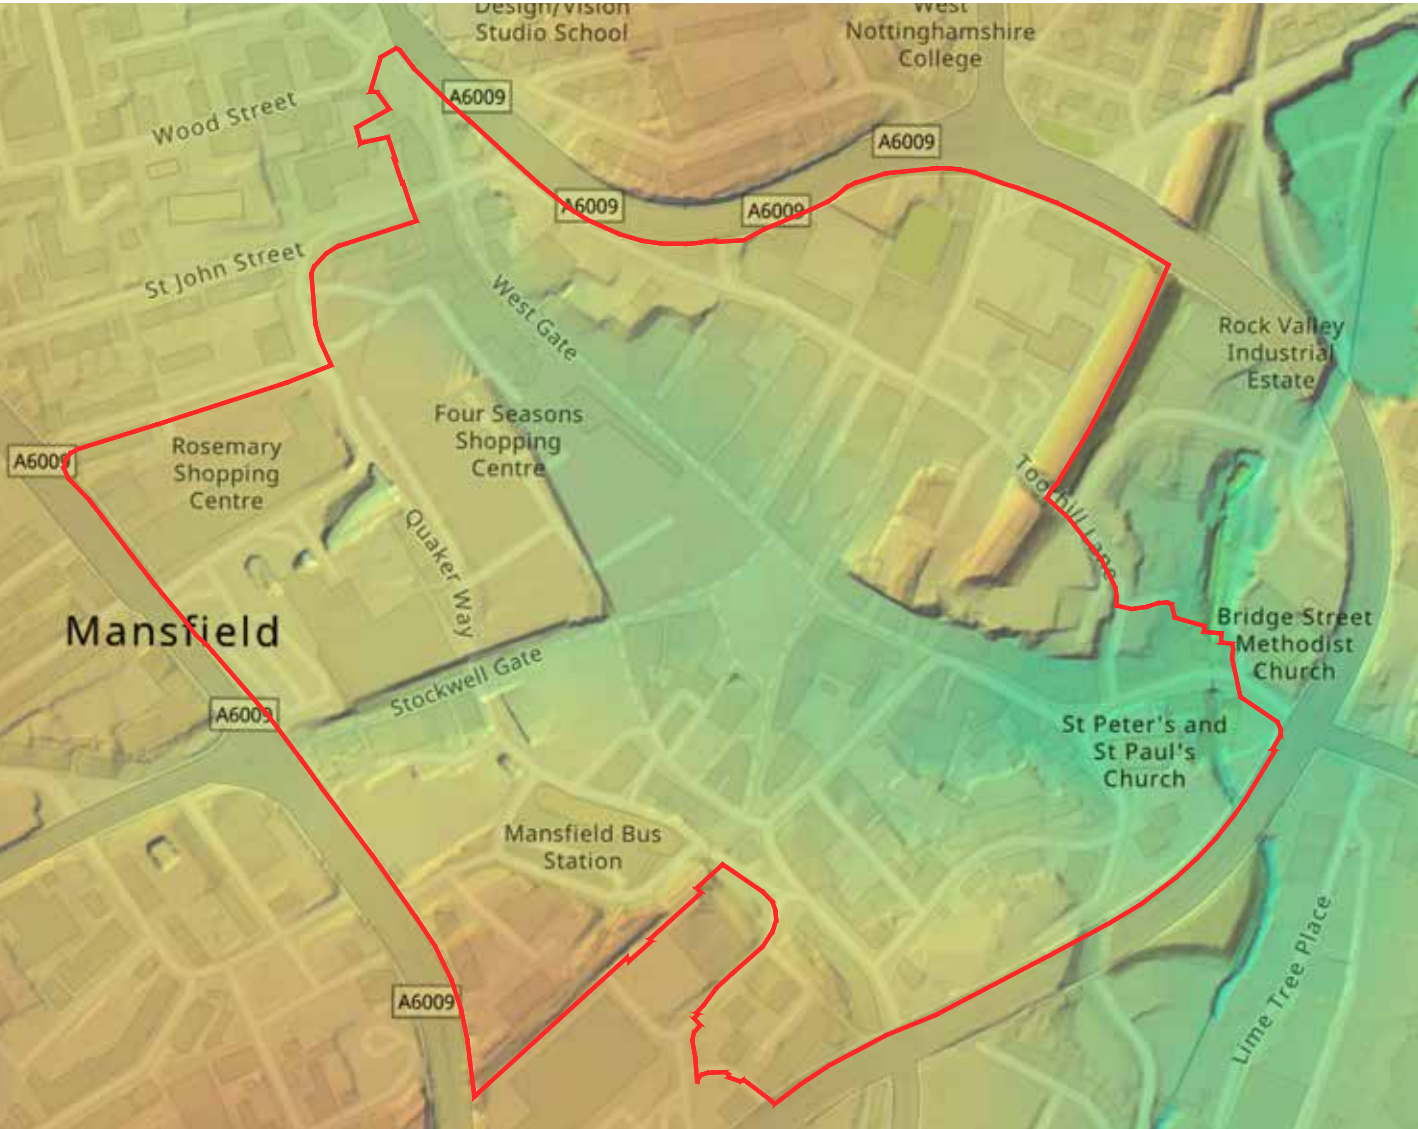 Design/Vision
Studio School
West
Nottinghamshire
College
A6009
Wood Street
A6009
A6009
A6009
St John Street
West Gate
Rock Valley
Industrial
Estate
Four Seasons
Shopping
Centre
Rosemary
Shopping
Centre
A6009
Toothill Lane
Quaker Way
Mansfield
Bridge Street
Methodist
Church
Stockwell Gate
A6009
St Peter's and
St Paul's
Church
Mansfield Bus
Station
Lime Tree Place
A6009